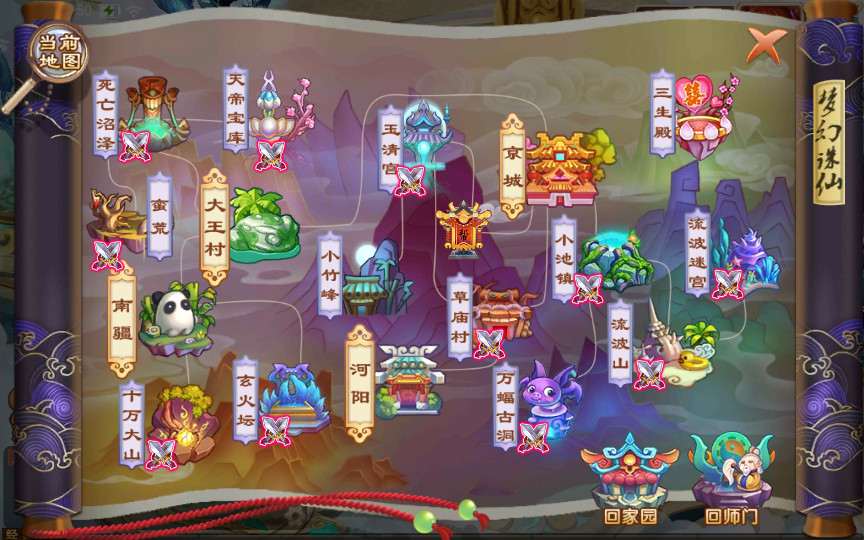 当前
地图
死亡沼泽
天帝宝库
玉清宫
京城
三生殿
梦幻诛仙
蛮荒
大王村
小竹峰
小池镇
流波迷宫
南疆
草庙村
流波山
河阳
十万大山
玄火坛
万蝠古洞
回家园
回师门